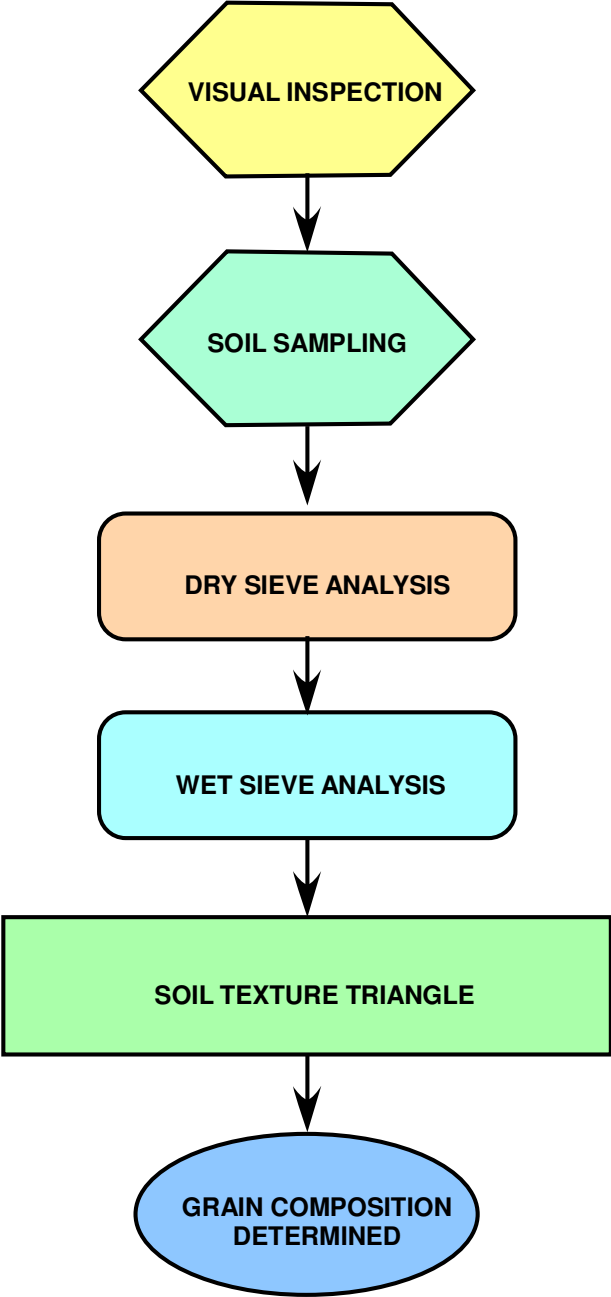 VISUAL INSPECTION
SOIL SAMPLING
DRY SIEVE ANALYSIS
WET SIEVE ANALYSIS
SOIL TEXTURE TRIANGLE
GRAIN COMPOSITION
DETERMINED